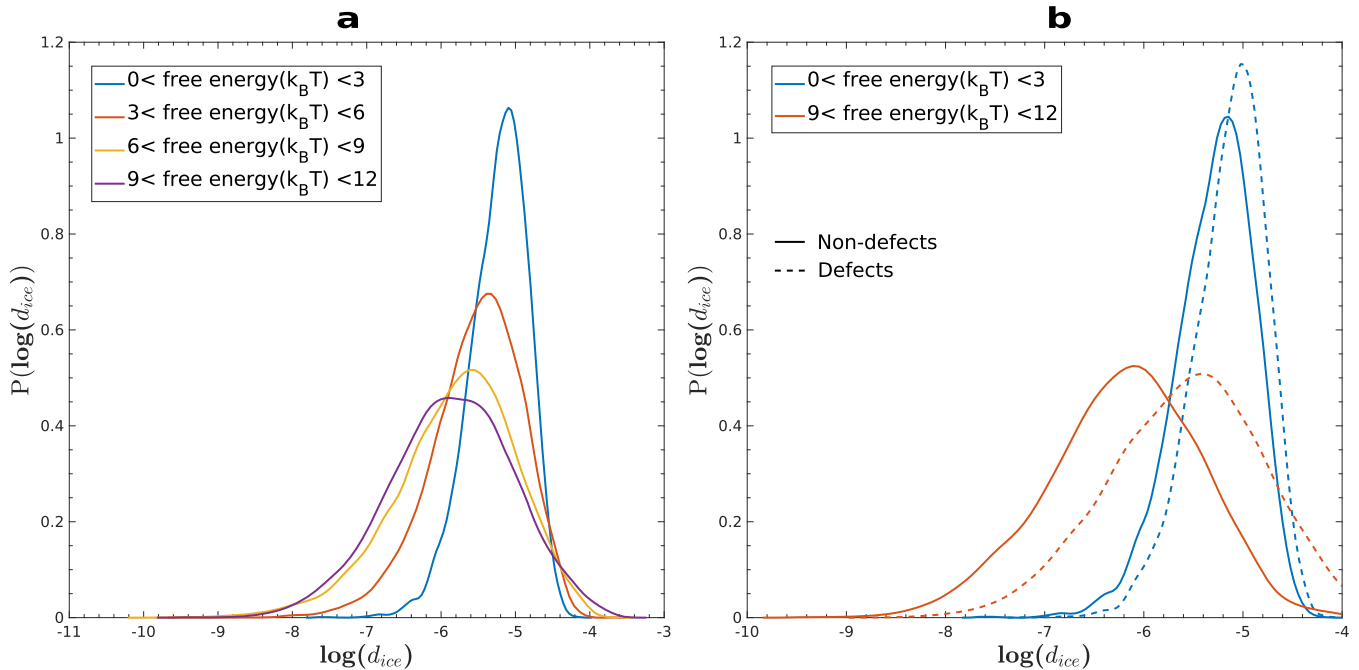 a
1.2
1
0.8
0.6
0.4
0.2
0
-11 -10 -9 -8 -7 -6 -5 -4 -3
P(log(d_ice))
log(d_ice)
0< free energy(k_BT) <3
3< free energy(k_BT) <6
6< free energy(k_BT) <9
9< free energy(k_BT) <12
b
1.2
1
0.8
0.6
0.4
0.2
0
-10 -9 -8 -7 -6 -5 -4
P(log(d_ice))
log(d_ice)
0< free energy(k_BT) <3
9< free energy(k_BT) <12
Non-defects
Defects